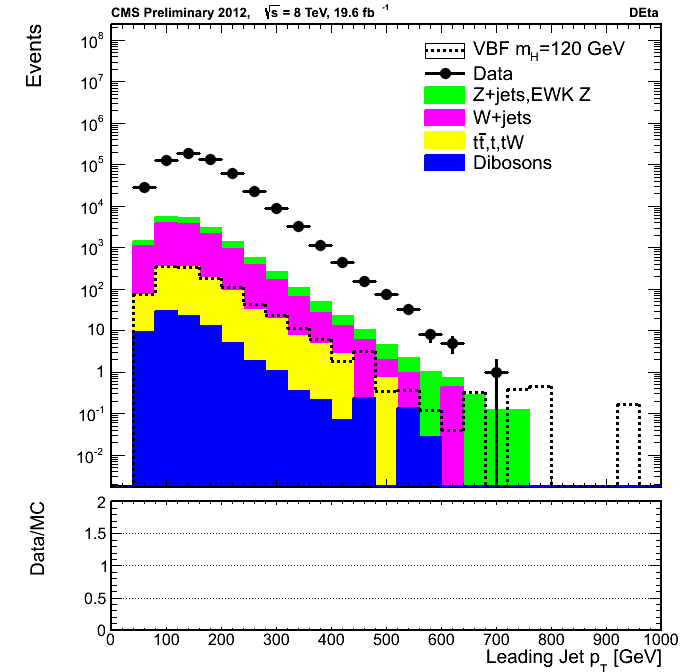 CMS Preliminary 2012, √s = 8 TeV, 19.6 fb⁻¹ DEta
Events
10⁸
10⁷
10⁶
10⁵
10⁴
10³
10²
10
1
10⁻¹
10⁻²
VBF m_H=120 GeV
Data
Z+jets,EWK Z
W+jets
tt̄,t,tW
Dibosons
Data/MC
2
1.5
1
0.5
0
0 100 200 300 400 500 600 700 800 900 1000
Leading Jet p_T [GeV]